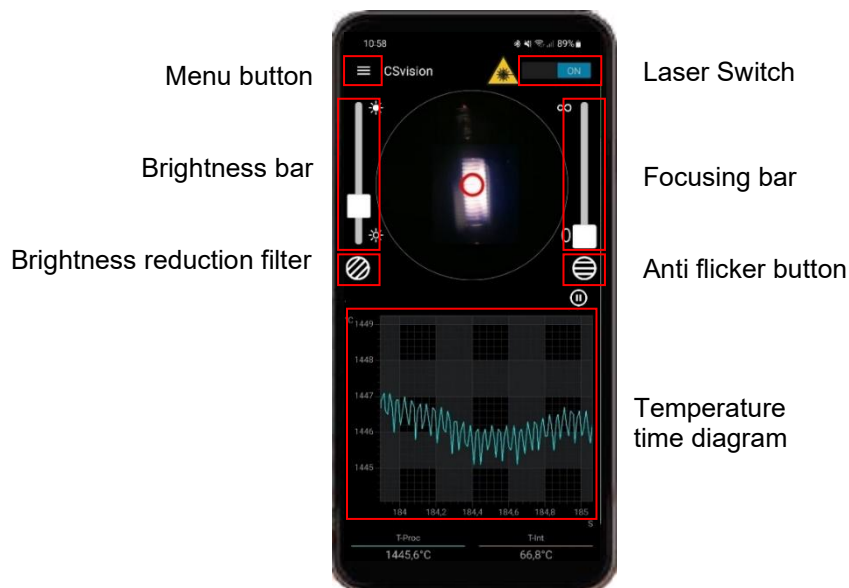 10:58 89%
Menu button
CSvision
ON
Laser Switch
Brightness bar
∞
Focusing bar
0
Brightness reduction filter
Anti flicker button
°C
1449
1448
1447
1446
1445
184 184,2 184,4 184,6 184,8 185
S
Temperature
time diagram
T-Proc T-Int
1445,6°C 66,8°C